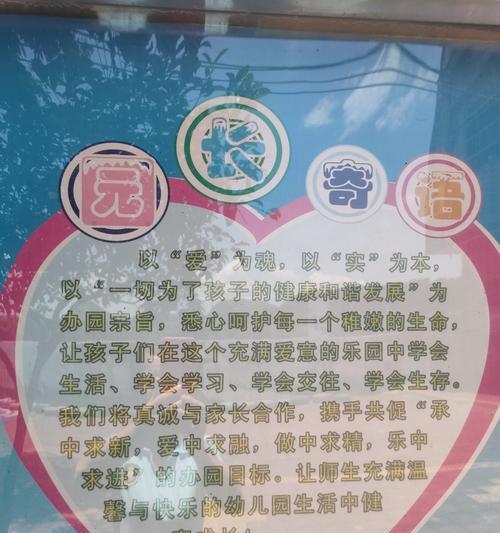 园长寄语
以“爱”为魂，以“实”为本，
以“一切为了孩子的健康和谐发展”为
办园宗旨，悉心呵护每一个稚嫩的生命，
让孩子们在这个充满爱意的乐园中学会
生活、学会学习、学会交往、学会生存。
我们将真诚与家长合作，携手共促“承
中求新，爱中求融，做中求精，乐中
求进”的办园目标。让师生充满温
馨与快乐的幼儿园生活中健
康成长！